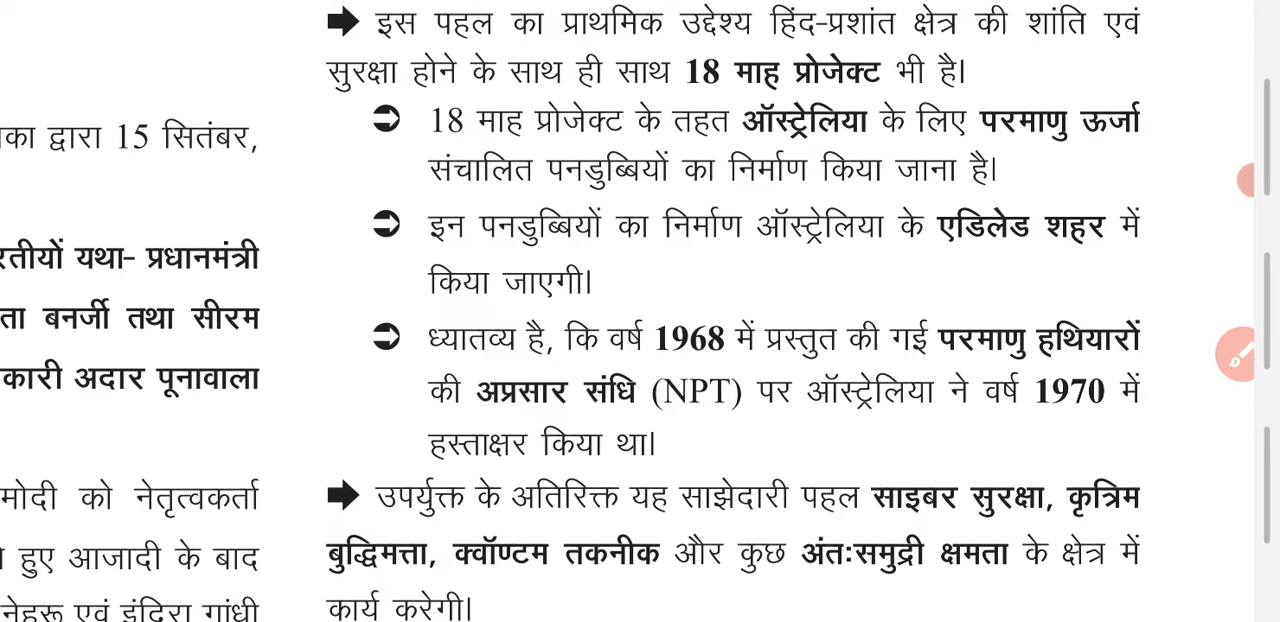 का द्वारा 15 सितंबर,
यथा- प्रधानमंत्री
बनर्जी तथा सीरम
अदार पूनावाला
मोदी को नेतृत्वकर्ता
हुए आजादी के बाद
नेहरू एवं इंदिरा गांधी
➡ इस पहल का प्राथमिक उद्देश्य हिंद-प्रशांत क्षेत्र की शांति एवं
सुरक्षा होने के साथ ही साथ 18 माह प्रोजेक्ट भी है।
➲ 18 माह प्रोजेक्ट के तहत ऑस्ट्रेलिया के लिए परमाणु ऊर्जा
संचालित पनडुब्बियों का निर्माण किया जाना है।
➲ इन पनडुब्बियों का निर्माण ऑस्ट्रेलिया के एडिलेड शहर में
किया जाएगी।
➲ ध्यातव्य है, कि वर्ष 1968 में प्रस्तुत की गई परमाणु हथियारों
की अप्रसार संधि (NPT) पर ऑस्ट्रेलिया ने वर्ष 1970 में
हस्ताक्षर किया था।
➡ उपर्युक्त के अतिरिक्त यह साझेदारी पहल साइबर सुरक्षा, कृत्रिम
बुद्धिमत्ता, क्वॉण्टम तकनीक और कुछ अंतःसमुद्री क्षमता के क्षेत्र में
कार्य करेगी।